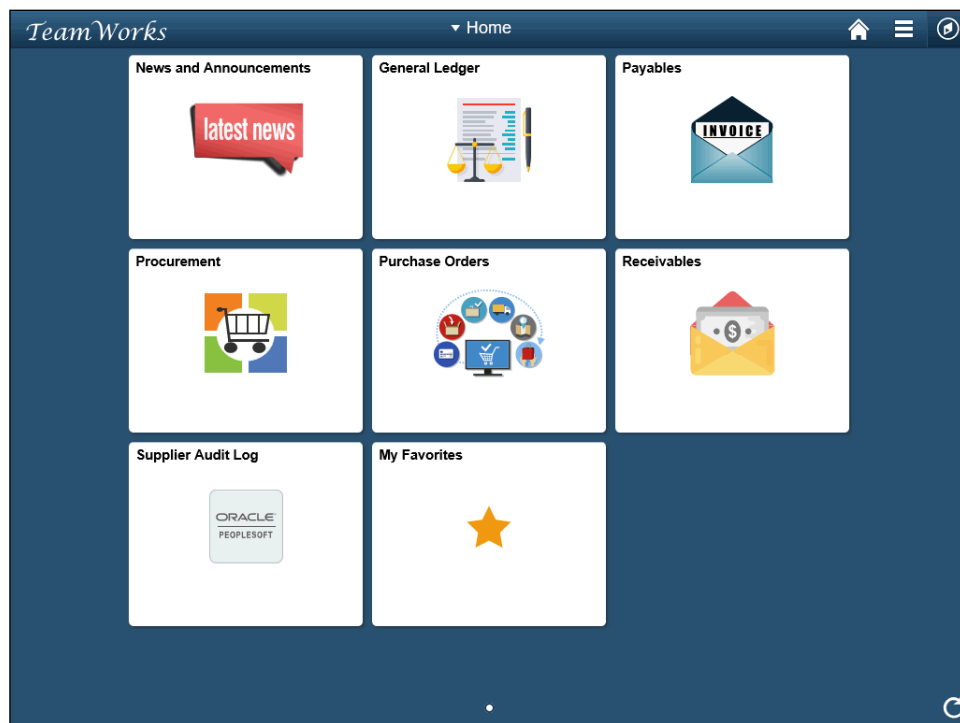 TeamWorks
Home
News and Announcements
General Ledger
Payables
latest news
INVOICE
Procurement
Purchase Orders
Receivables
$
Supplier Audit Log
My Favorites
ORACLE
PEOPLESOFT